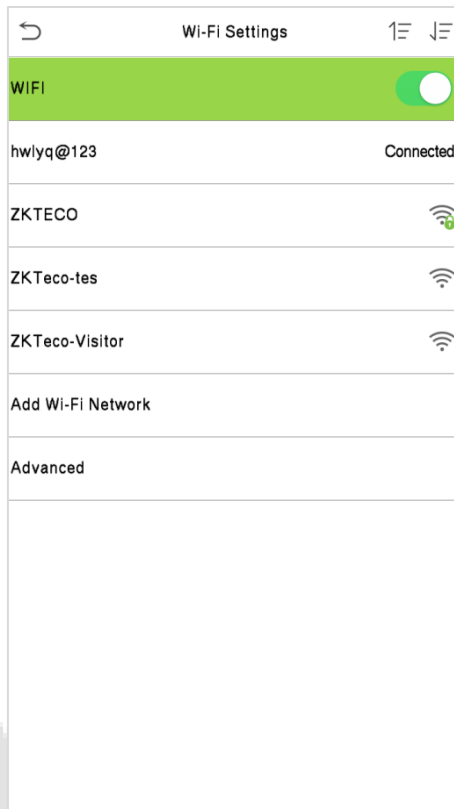 Wi-Fi Settings
WIFI
hwlyq@123 Connected
ZKTECO
ZKTeco-tes
ZKTeco-Visitor
Add Wi-Fi Network
Advanced